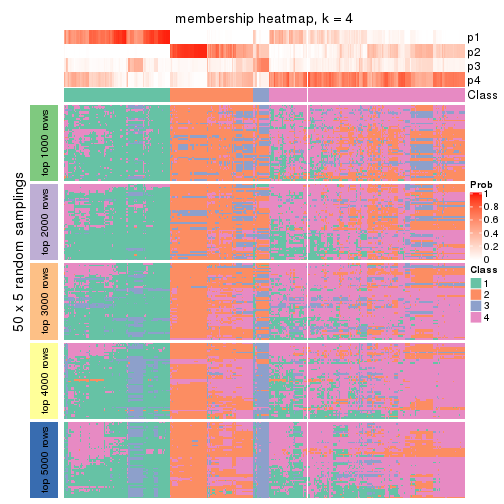 membership heatmap, k = 4
p1
p2
p3
p4
Class
50 x 5 random samplings
top 1000 rows
top 2000 rows
top 3000 rows
top 4000 rows
top 5000 rows
Prob
1
0.8
0.6
0.4
0.2
0
Class
1
2
3
4